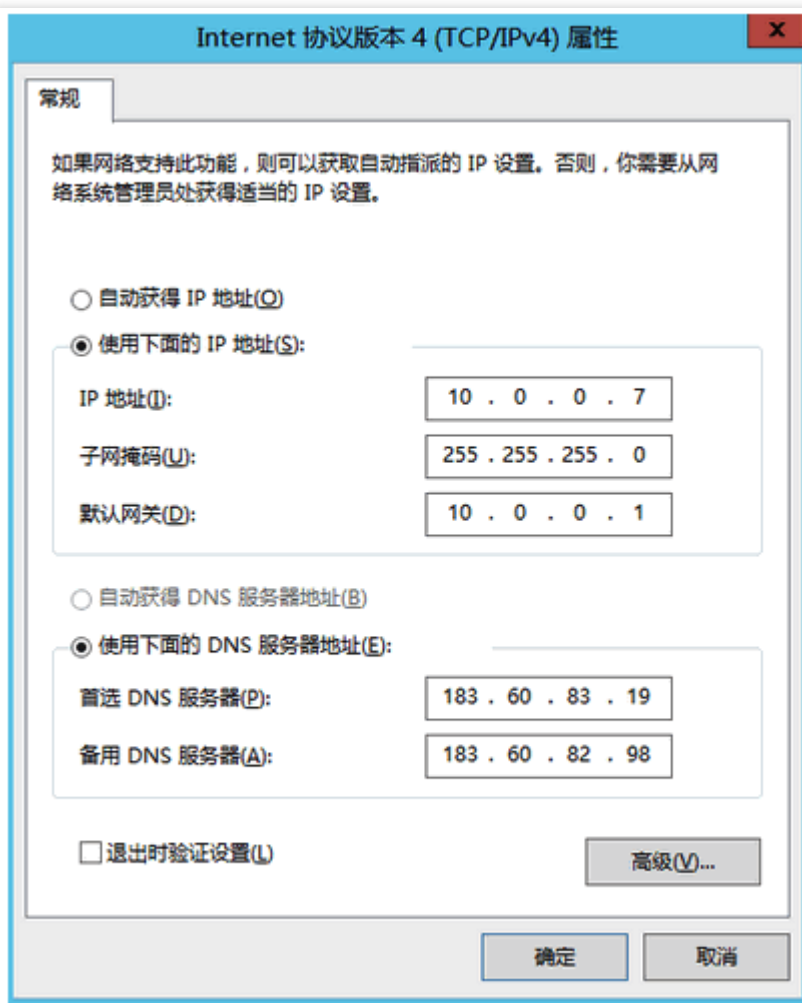 Internet 协议版本 4 (TCP/IPv4) 属性
x
常规
如果网络支持此功能，则可以获取自动指派的 IP 设置。否则，你需要从网
络系统管理员处获得适当的 IP 设置。
自动获得 IP 地址(O)
使用下面的 IP 地址(S):
IP 地址(I): 10 . 0 . 0 . 7
子网掩码(U): 255 . 255 . 255 . 0
默认网关(D): 10 . 0 . 0 . 1
自动获得 DNS 服务器地址(B)
使用下面的 DNS 服务器地址(E):
首选 DNS 服务器(P): 183 . 60 . 83 . 19
备用 DNS 服务器(A): 183 . 60 . 82 . 98
退出时验证设置(L)
高级(V)...
确定 取消